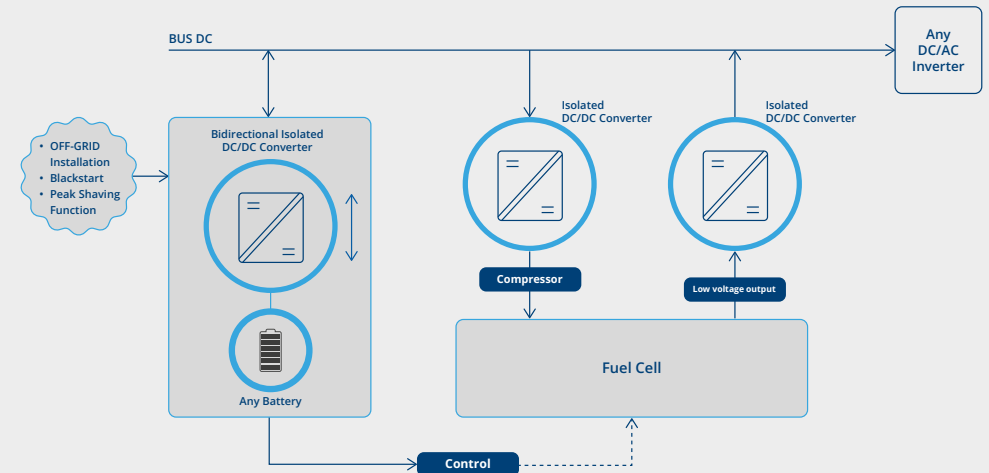 BUS DC
Any
DC/AC
Inverter
• OFF-GRID
Installation
• Blackstart
• Peak Shaving
Function
Bidirectional Isolated
DC/DC Converter
Any Battery
Isolated
DC/DC Converter
Isolated
DC/DC Converter
Compressor
Low voltage output
Fuel Cell
Control